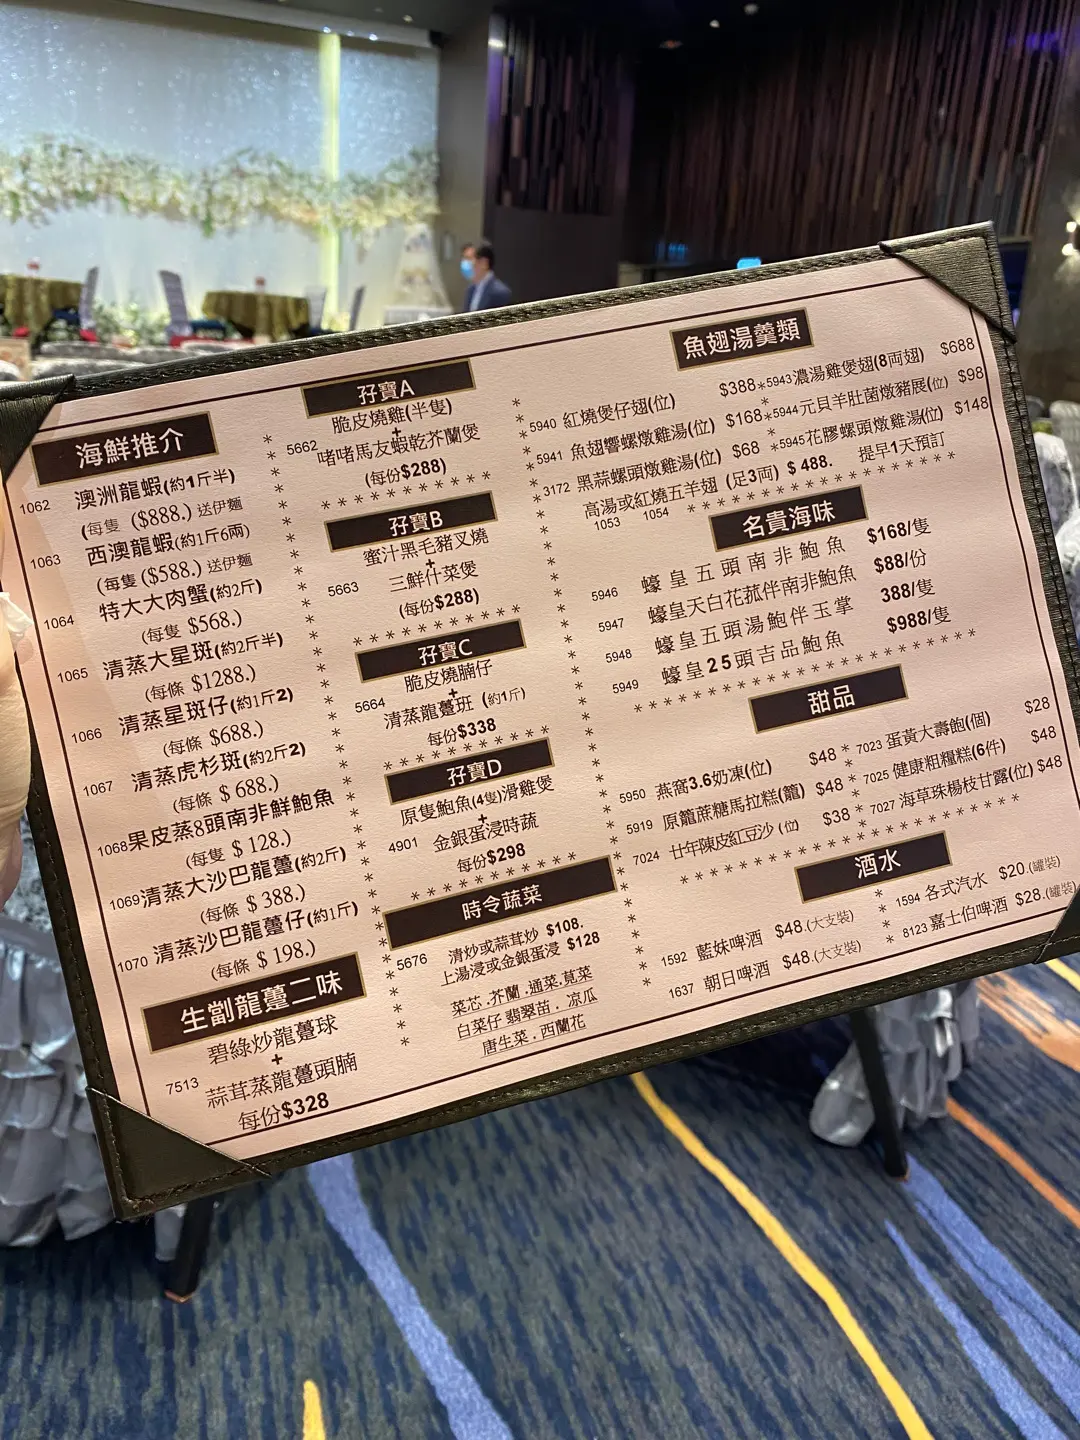 海鮮推介
1062 澳洲龍蝦(約1斤半)
(每隻 ($888.) 送伊麵
1063 西澳龍蝦(約1斤6兩)
(每隻 ($588.) 送伊麵
1064 特大大肉蟹(約2斤)
(每隻 $568.)
1065 清蒸大星斑(約2斤半)
(每條 $1288.)
1066 清蒸星斑仔(約1斤2)
(每條 $688.)
1067 清蒸虎杉斑(約2斤2)
(每條 $ 688.)
1068果皮蒸8頭南非鮮鮑魚
(每隻 $ 128.)
1069清蒸大沙巴龍躉(約2斤)
(每條 $ 388.)
1070 清蒸沙巴龍躉仔(約1斤)
(每條 $ 198.)
生劏龍躉二味
碧綠炒龍躉球
+
7513 蒜茸蒸龍躉頭腩
每份$328
孖寶A
脆皮燒雞(半隻)
+
5662 啫啫馬友蝦乾芥蘭煲
(每份$288)
孖寶B
蜜汁黑毛豬叉燒
+
5663 三鮮什菜煲
(每份$288)
孖寶C
脆皮燒腩仔
+
5664 清蒸龍躉班 (約1斤)
每份$338
孖寶D
原隻鮑魚(4隻)滑雞煲
+
4901 金銀蛋浸時蔬
每份$298
時令蔬菜
5676 清炒或蒜茸炒 $108.
上湯浸或金銀蛋浸 $128
菜芯.芥蘭.通菜.莧菜
白菜仔 翡翠苗 . 涼瓜
唐生菜 . 西蘭花
魚翅湯羹類
5940 紅燒煲仔翅(位) $388
5941 魚翅響螺燉雞湯(位) $168
3172 黑蒜螺頭燉雞湯(位) $68
高湯或紅燒五羊翅 (足3両) $ 488.
1053 1054
5943濃湯雞煲翅(8両翅) $688
5944元貝羊肚菌燉豬展(位) $98
5945花膠螺頭燉雞湯(位) $148
提早1天預訂
名貴海味
5946 蠔皇五頭南非鮑魚 $168/隻
5947 蠔皇天白花菰伴南非鮑魚 $88/份
5948 蠔皇五頭湯鮑伴玉掌 388/隻
5949 蠔皇25頭吉品鮑魚 $988/隻
甜品
5950 燕窩3.6奶凍(位) $48
5919 原籠蔗糖馬拉糕(籠) $48
7024 廿年陳皮紅豆沙 (位) $38
7023 蛋黃大壽飽(個) $28
7025 健康粗糧糕(6件) $48
7027 海草珠楊枝甘露(位) $48
酒水
1592 藍妹啤酒 $48.(大支裝)
1637 朝日啤酒 $48.(大支裝)
1594 各式汽水 $20.(罐裝)
8123 嘉士伯啤酒 $28.(罐裝)